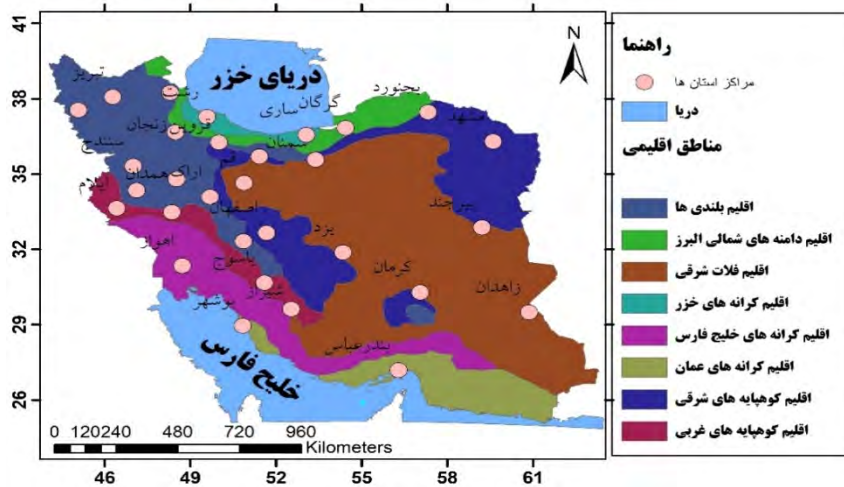 41
38
35
32
29
26
46
49
52
55
58
61
N
دریای خزر
خلیج فارس
تبریز
رشت
ساری
گرگان
بجنورد
مشهد
قزوین
زنجان
سمنان
سنندج
قم
اراک
همدان
ایلام
اصفهان
بیرجند
یزد
اهواز
یاسوج
کرمان
زاهدان
شیراز
بوشهر
بندرعباس
0 120 240 480 720 960
Kilometers
راهنما
مراکز استان ها
دریا
مناطق اقلیمی
اقلیم بلندی ها
اقلیم دامنه های شمالی البرز
اقلیم فلات شرقی
اقلیم کرانه های خزر
اقلیم کرانه های خلیج فارس
اقلیم کرانه های عمان
اقلیم کوهپایه های شرقی
اقلیم کوهپایه های غربی